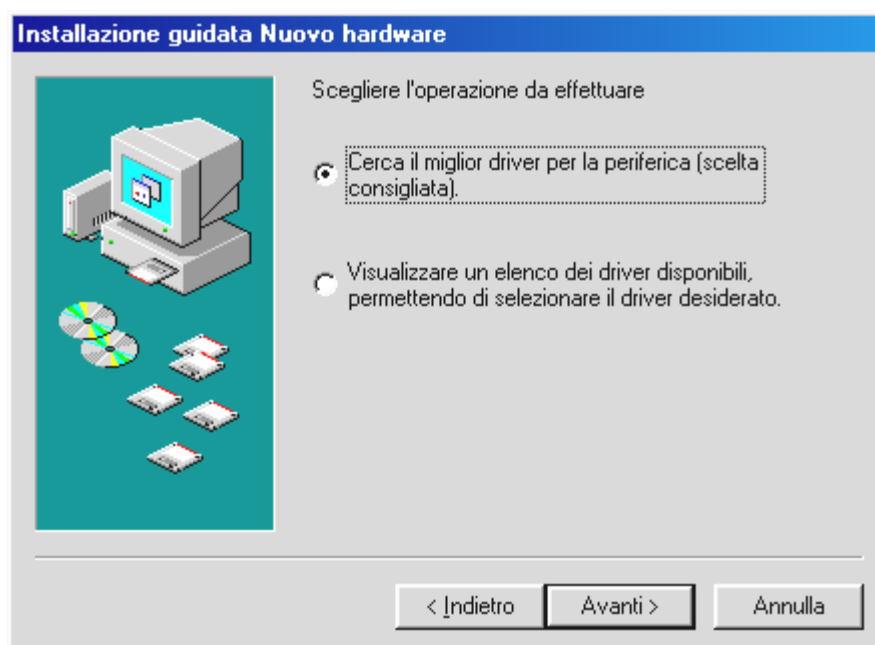 Installazione guidata Nuovo hardware
Scegliere l'operazione da effettuare
Cerca il miglior driver per la periferica (scelta
consigliata).
Visualizzare un elenco dei driver disponibili,
permettendo di selezionare il driver desiderato.
< Indietro
Avanti >
Annulla